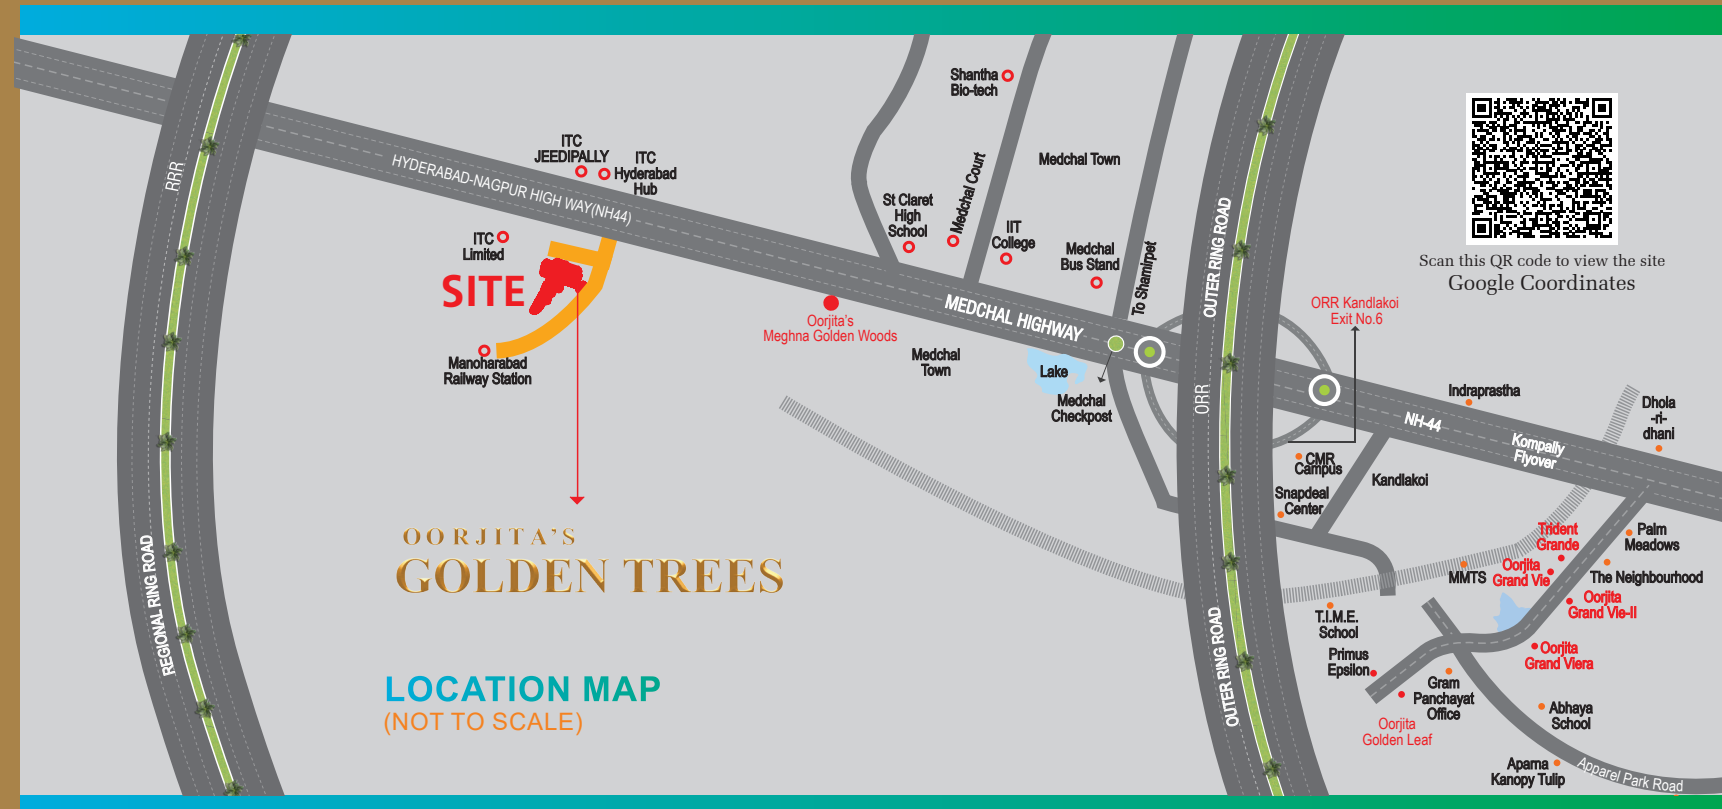 Shantha
Bio-tech
ITC
JEEDIPALLY
ITC
Hyderabad
Hub
RRR
HYDERABAD-NAGPUR HIGH WAY(NH44)
Medchal Town
Medchal Court
St Claret
High
School
IIT
College
Medchal
Bus Stand
To Shamirpet
OUTER RING ROAD
Scan this QR code to view the site
Google Coordinates
ITC
Limited
SITE
Manoharabad
Railway Station
Oorjita's
Meghna Golden Woods
MEDCHAL HIGHWAY
Medchal
Town
Lake
Medchal
Checkpost
ORR
ORR Kandlakoi
Exit No.6
Indraprastha
NH-44
Kompally
Flyover
Dhola
-ri-
dhani
CMR
Campus
Kandlakoi
Snapdeal
Center
Trident
Grande
Palm
Meadows
MMTS
Oorjita
Grand Vie
The Neighbourhood
Oorjita
Grand Vie-II
T.I.M.E.
School
Primus
Epsilon
Oorjita
Grand Viera
Gram
Panchayat
Office
Oorjita
Golden Leaf
Abhaya
School
Aparna
Kanopy Tulip
Apparel Park Road
REGIONAL RING ROAD
OUTER RING ROAD
OORJITA'S
GOLDEN TREES
LOCATION MAP
(NOT TO SCALE)